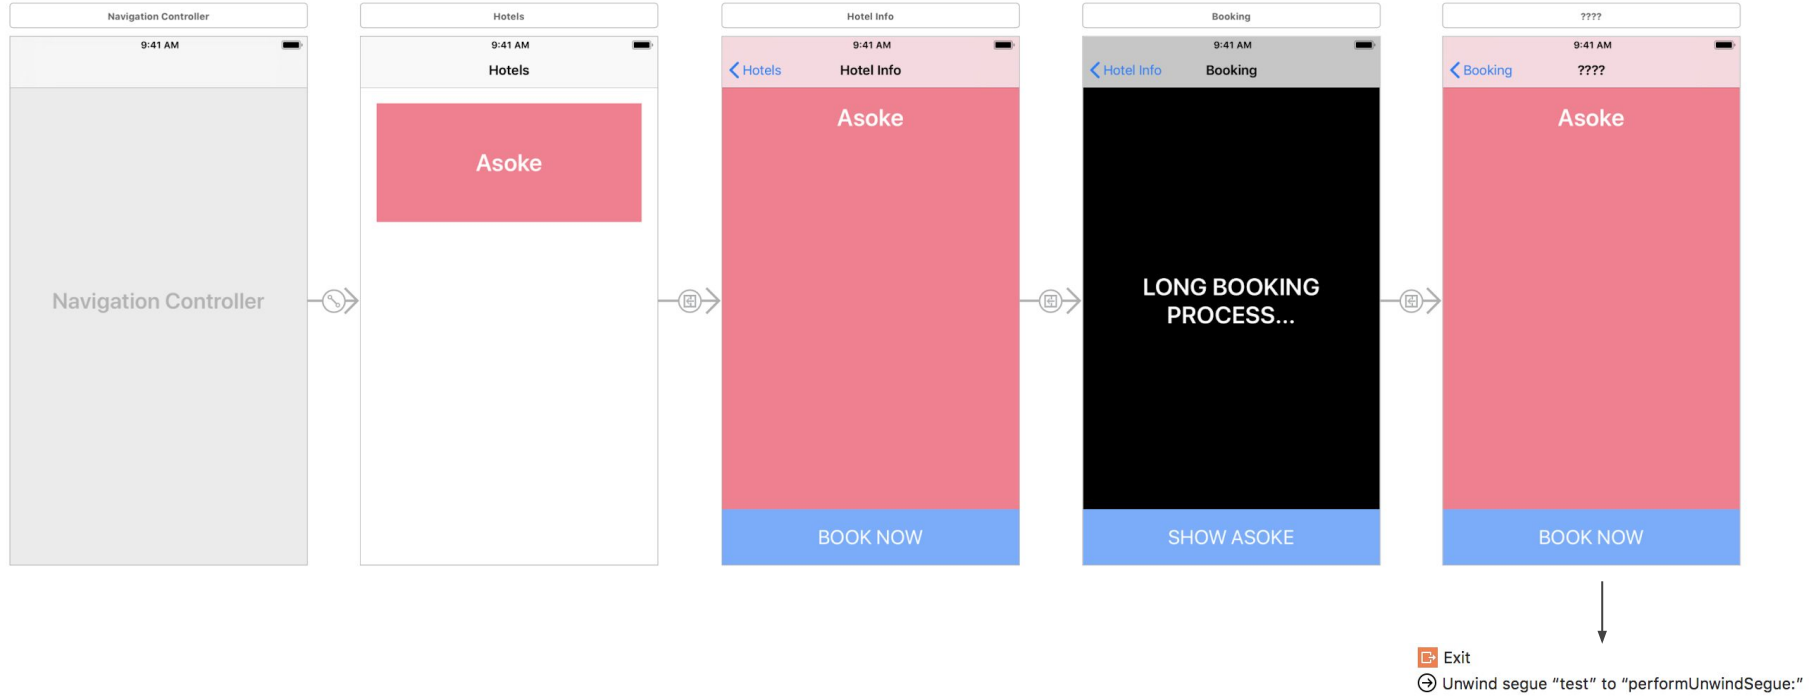 Navigation Controller
9:41 AM
Navigation Controller
Hotels
9:41 AM
Hotels
Asoke
Hotel Info
9:41 AM
Hotels
Hotel Info
Asoke
BOOK NOW
Booking
9:41 AM
Hotel Info
Booking
LONG BOOKING
PROCESS...
SHOW ASOKE
????
9:41 AM
Booking
????
Asoke
BOOK NOW
Exit
Unwind segue “test” to “performUnwindSegue:”